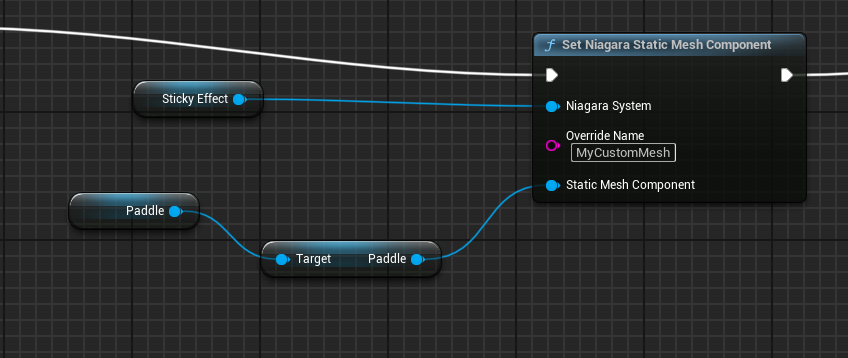 Set Niagara Static Mesh Component
Sticky Effect
Niagara System
Override Name
MyCustomMesh
Static Mesh Component
Paddle
Target Paddle